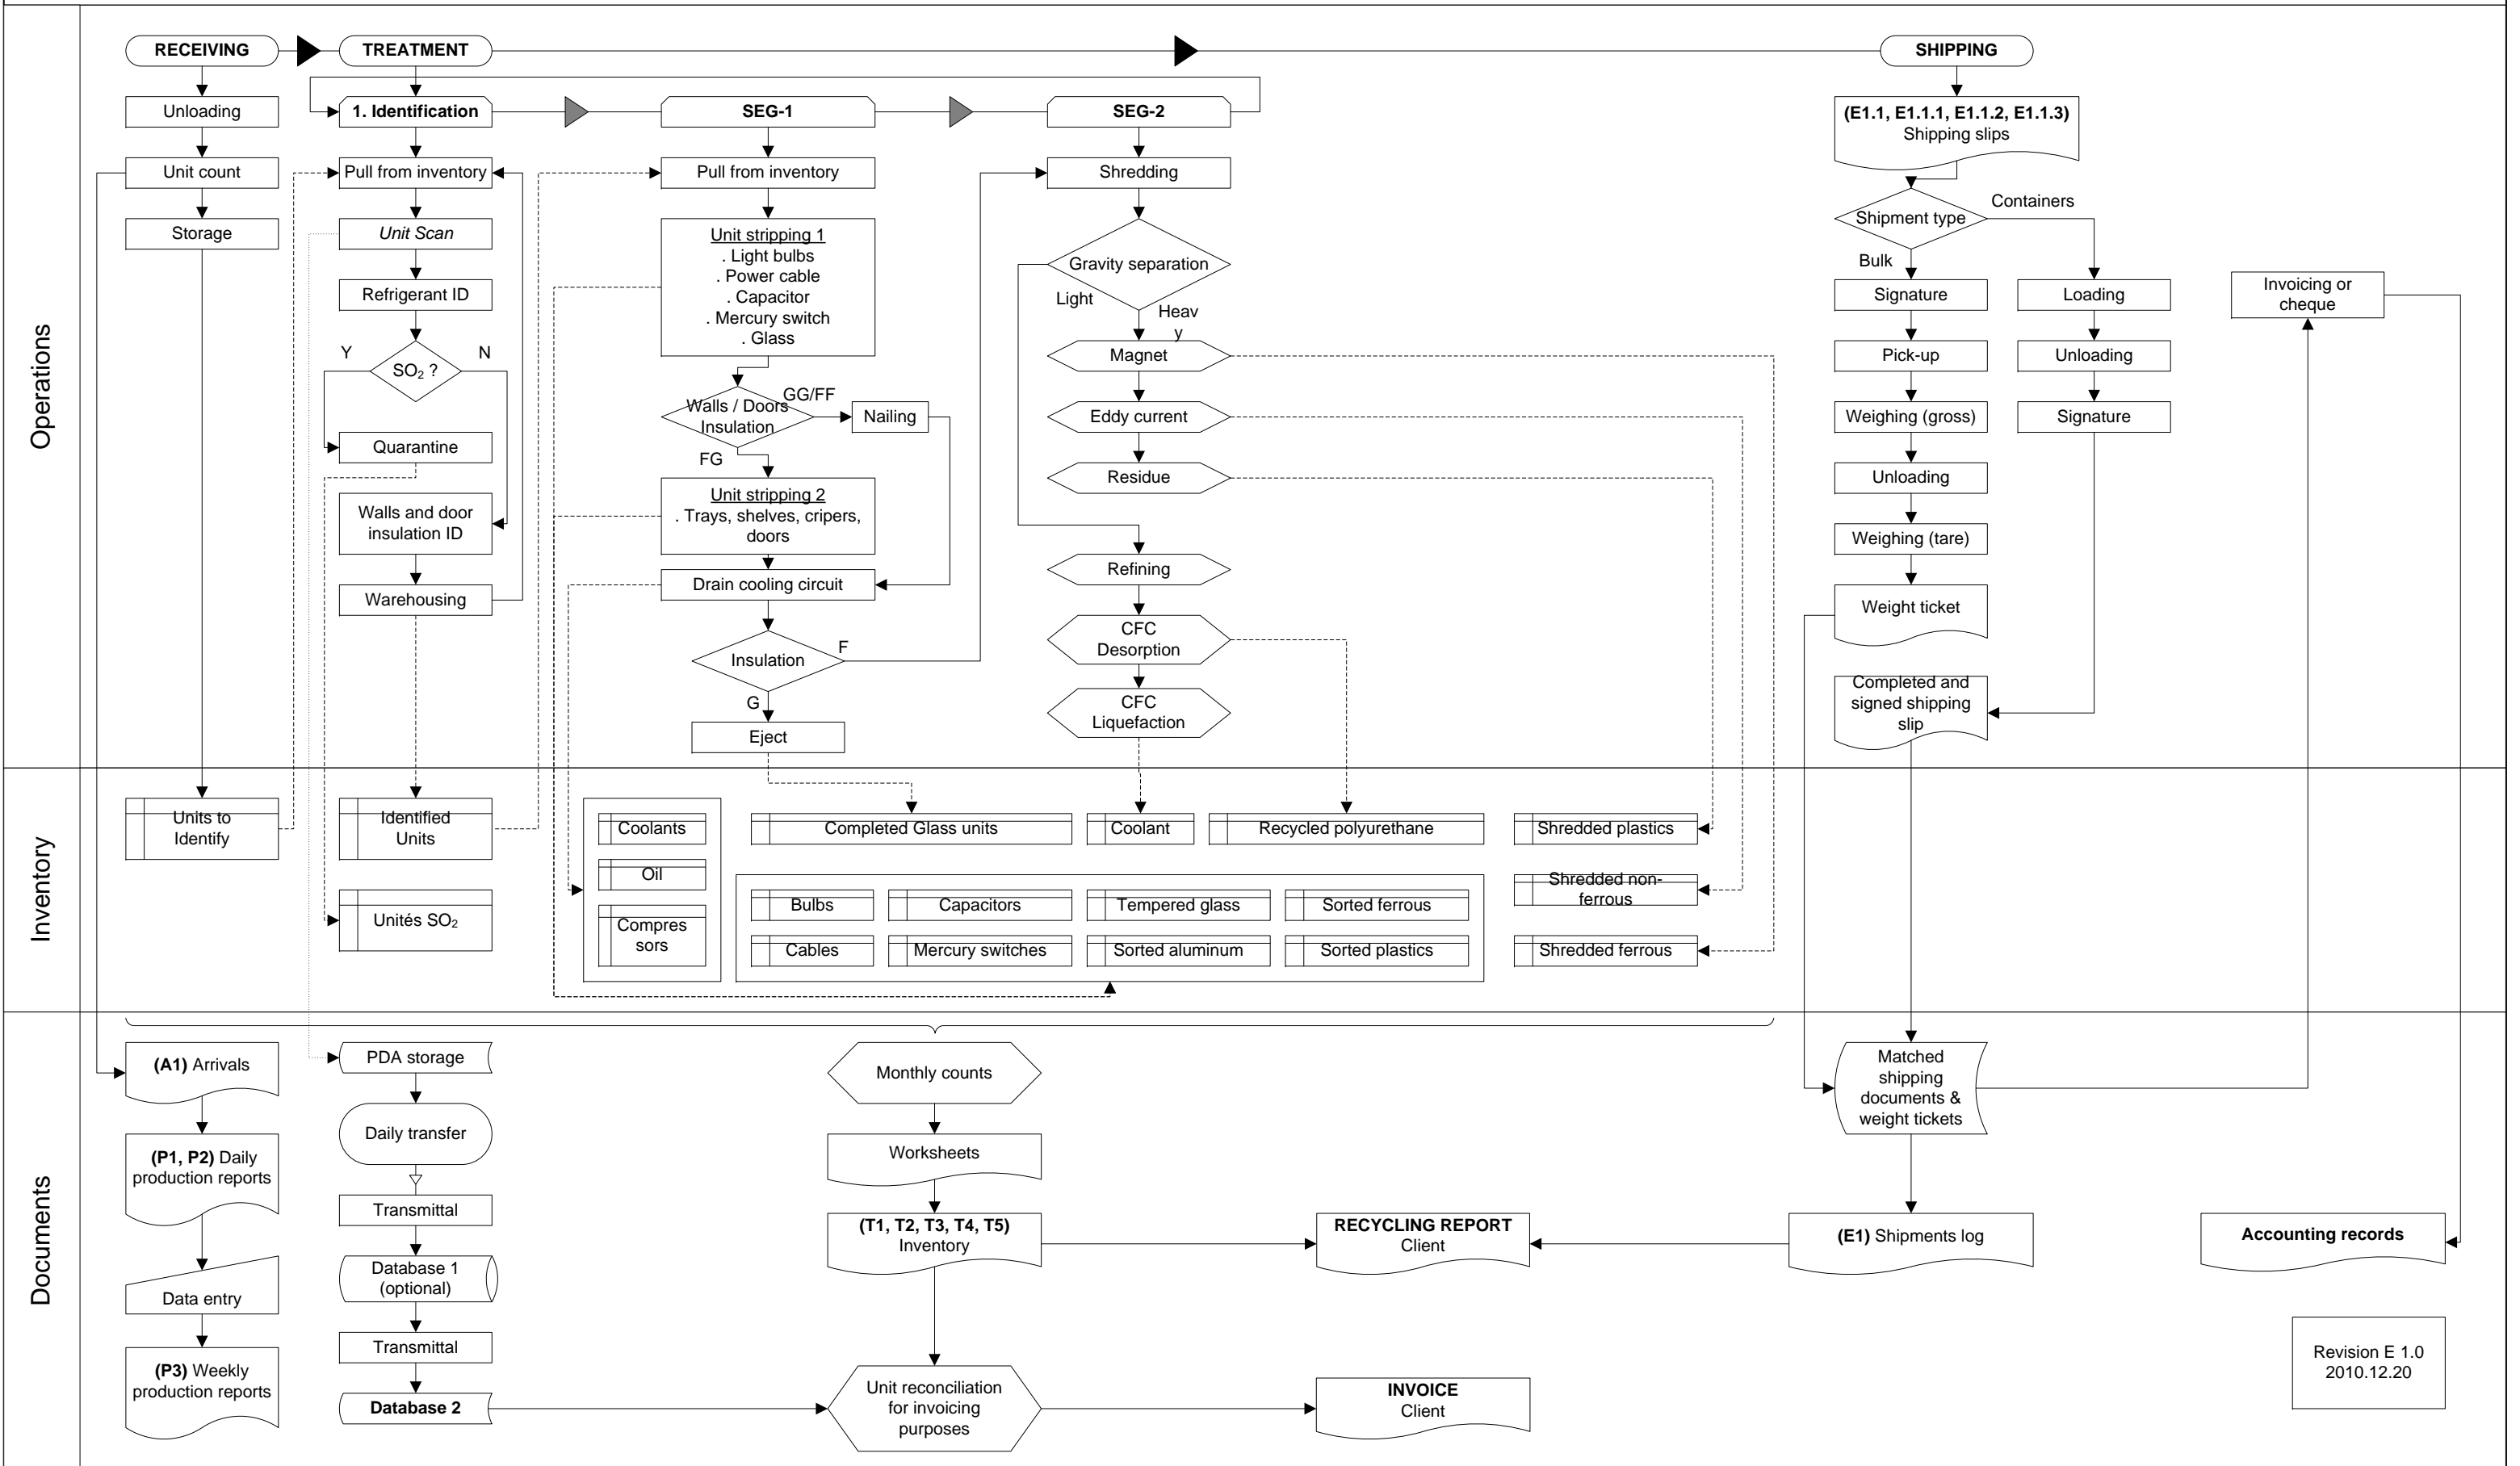 Operations
RECEIVING
Unloading
Unit count
Storage
TREATMENT
1. Identification
Pull from inventory
Unit Scan
Refrigerant ID
SO₂ ?
Y
N
Quarantine
Walls and door
insulation ID
Warehousing
SEG-1
Pull from inventory
Unit stripping 1
. Light bulbs
. Power cable
. Capacitor
. Mercury switch
. Glass
Walls / Doors
Insulation
GG/FF
Nailing
FG
Unit stripping 2
. Trays, shelves, cripers,
doors
Drain cooling circuit
Insulation
F
G
Eject
SEG-2
Shredding
Gravity separation
Light
Heav
y
Magnet
Eddy current
Residue
Refining
CFC
Desorption
CFC
Liquefaction
SHIPPING
(E1.1, E1.1.1, E1.1.2, E1.1.3)
Shipping slips
Shipment type
Containers
Bulk
Signature
Pick-up
Weighing (gross)
Unloading
Weighing (tare)
Weight ticket
Completed and
signed shipping
slip
Loading
Unloading
Signature
Invoicing or
cheque
Inventory
Units to
Identify
Identified
Units
Unités SO₂
Coolants
Oil
Compres
sors
Completed Glass units
Coolant
Recycled polyurethane
Shredded plastics
Bulbs
Capacitors
Tempered glass
Sorted ferrous
Shredded non-
ferrous
Cables
Mercury switches
Sorted aluminum
Sorted plastics
Shredded ferrous
Documents
(A1) Arrivals
(P1, P2) Daily
production reports
Data entry
(P3) Weekly
production reports
PDA storage
Daily transfer
Transmittal
Database 1
(optional)
Transmittal
Database 2
Monthly counts
Worksheets
(T1, T2, T3, T4, T5)
Inventory
Unit reconciliation
for invoicing
purposes
RECYCLING REPORT
Client
INVOICE
Client
Matched
shipping
documents &
weight tickets
(E1) Shipments log
Accounting records
Revision E 1.0
2010.12.20